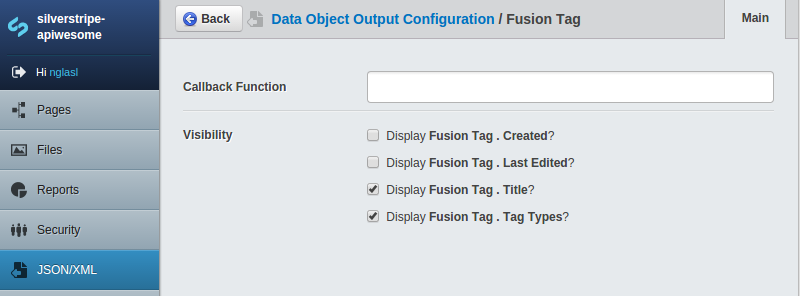 silverstripe-
apiwesome
Hi nglasl
Pages
Files
Reports
Security
JSON/XML
Back
Data Object Output Configuration / Fusion Tag
Main
Callback Function
Visibility
Display Fusion Tag . Created?
Display Fusion Tag . Last Edited?
Display Fusion Tag . Title?
Display Fusion Tag . Tag Types?